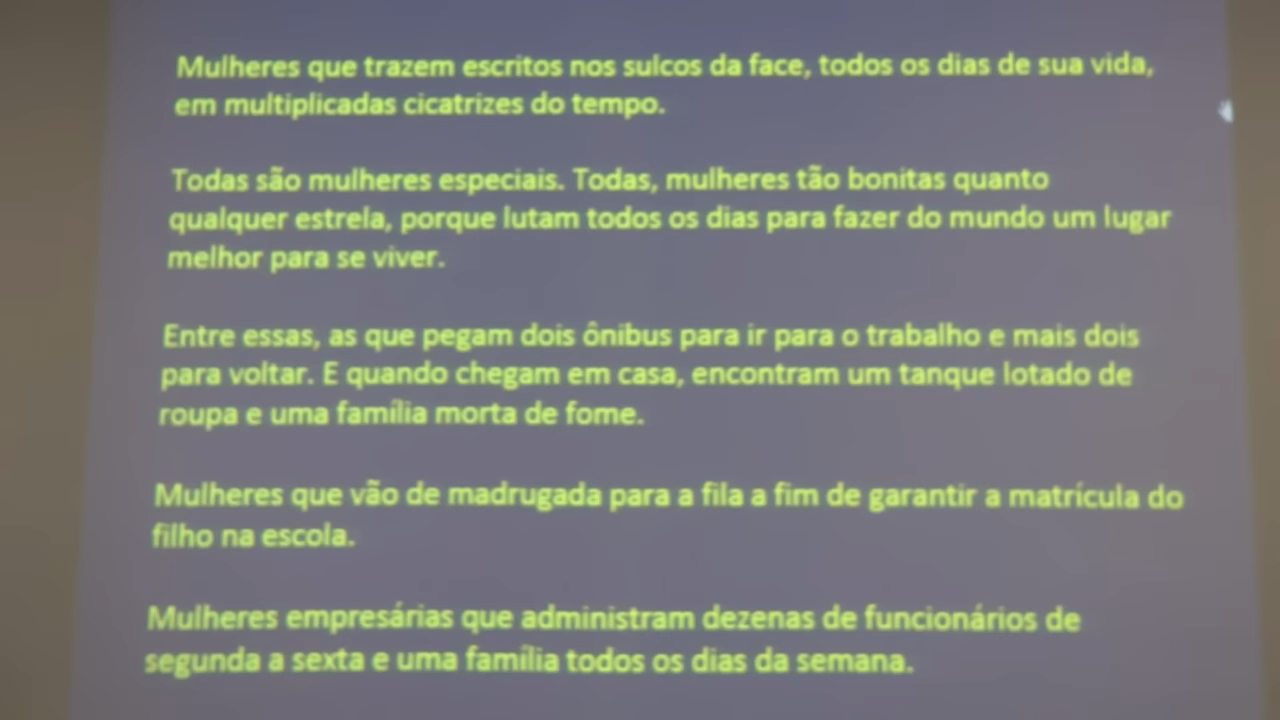 Mulheres que trazem escritos nos sulcos da face, todos os dias de sua vida,
em multiplicadas cicatrizes do tempo.
Todas são mulheres especiais. Todas, mulheres tão bonitas quanto
qualquer estrela, porque lutam todos os dias para fazer do mundo um lugar
melhor para se viver.
Entre essas, as que pegam dois ônibus para ir para o trabalho e mais dois
para voltar. E quando chegam em casa, encontram um tanque lotado de
roupa e uma família morta de fome.
Mulheres que vão de madrugada para a fila a fim de garantir a matrícula do
filho na escola.
Mulheres empresárias que administram dezenas de funcionários de
segunda a sexta e uma família todos os dias da semana.